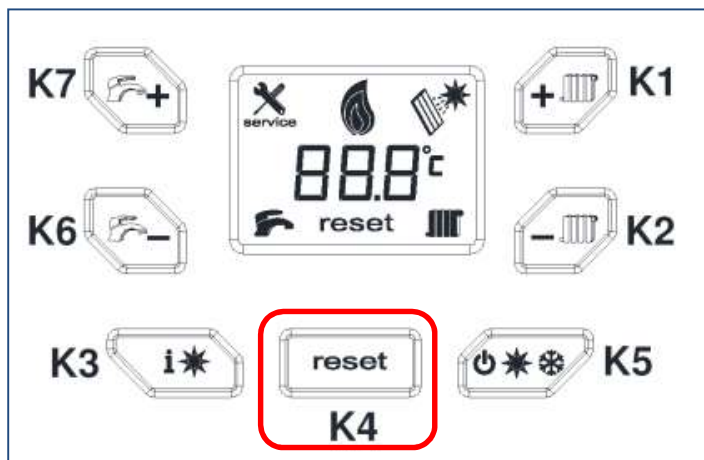 K7
+
service
+
K1
88.8°C
K6
-
reset
-
K2
K3
i
reset
K5
K4